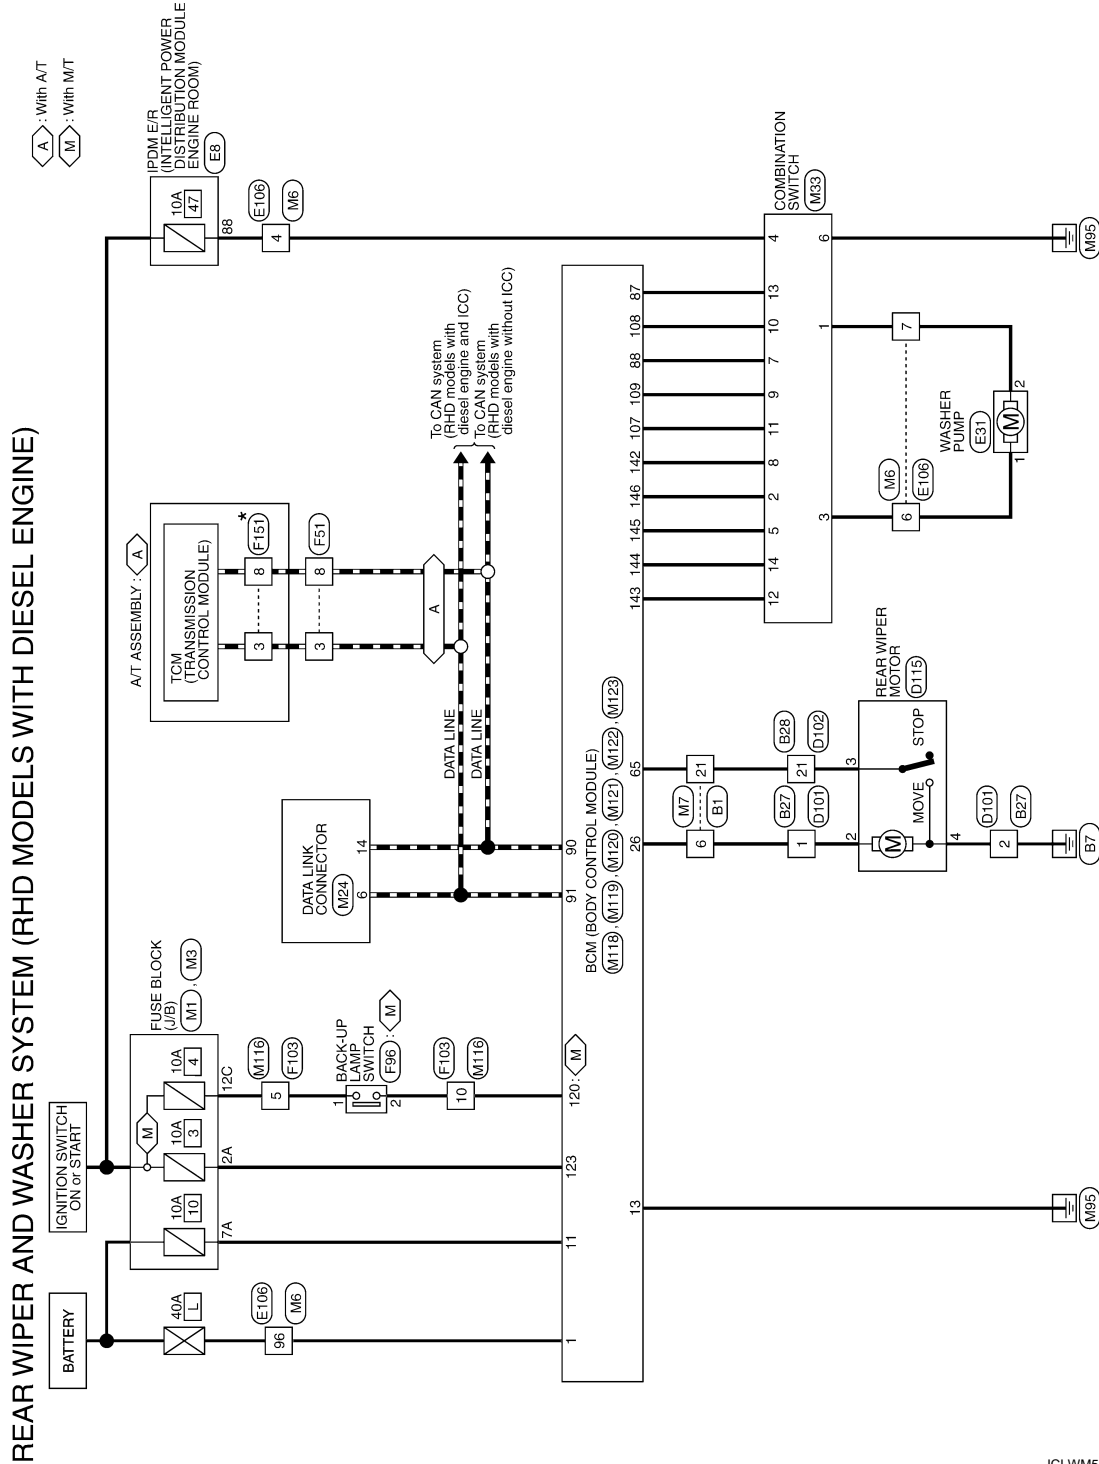 REAR WIPER AND WASHER SYSTEM (RHD MODELS WITH DIESEL ENGINE)
A : With A/T
M : With M/T
BATTERY
IGNITION SWITCH
ON or START
40A
L
E106
M6
96
1
10A
10
7A
11
10A
3
2A
123
M
10A
4
12C
FUSE BLOCK
(J/B)
M1 , M3
M116
F103
5
1
BACK-UP
LAMP
SWITCH
F96 : M
2
F103
M116
10
120 : M
DATA LINK
CONNECTOR
M24
6
14
91
90
DATA LINE
DATA LINE
A/T ASSEMBLY : A
TCM
(TRANSMISSION
CONTROL MODULE)
*
F151
3
8
F51
3
8
A
To CAN system
(RHD models with
diesel engine and ICC)
To CAN system
(RHD models with
diesel engine without ICC)
IPDM E/R
(INTELLIGENT POWER
DISTRIBUTION MODULE
ENGINE ROOM)
E8
10A
47
88
E106
M6
4
BCM (BODY CONTROL MODULE)
M118 , M119 , M120 , M121 , M122 , M123
13
M95
26
65
M7
B1
6
21
B27
D101
1
B28
D102
21
2
3
REAR WIPER
MOTOR
D115
M
MOVE
STOP
4
D101
B27
2
B7
143
144
145
146
142
107
109
88
108
87
12
14
5
2
8
11
9
7
10
13
4
COMBINATION
SWITCH
M33
3
1
6
M6
E106
6
7
WASHER
PUMP
E31
1
M
2
M95